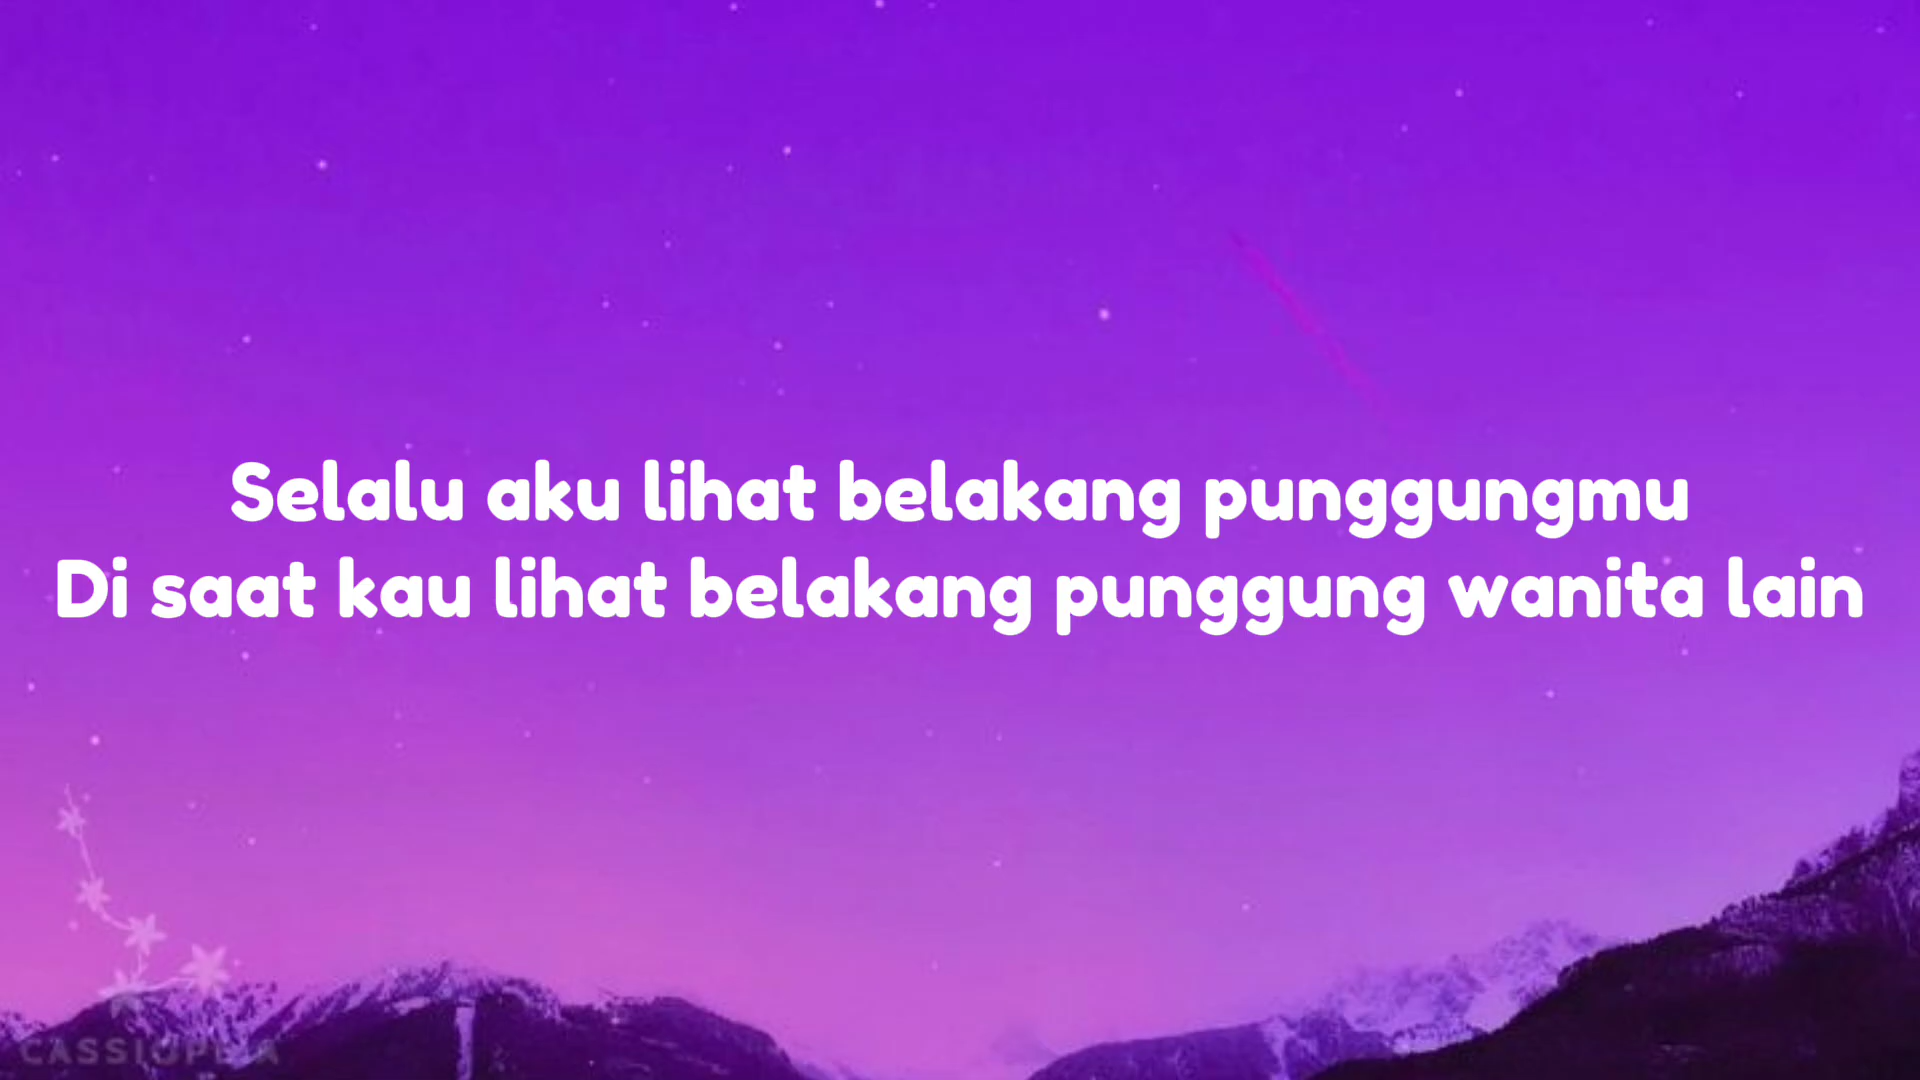 Selalu aku lihat belakang punggungmu
Di saat kau lihat belakang punggung wanita lain
CASSIOPEIA